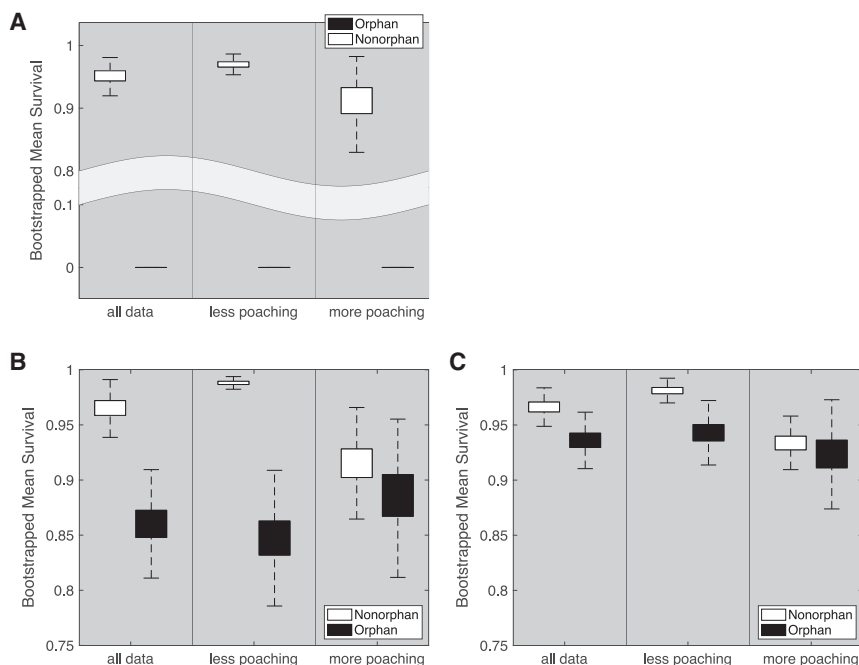 A
Orphan
Nonorphan
Bootstrapped Mean Survival
1
0.9
0.8
0.1
0
all data
less poaching
more poaching
B
Bootstrapped Mean Survival
1
0.95
0.9
0.85
0.8
0.75
Nonorphan
Orphan
all data
less poaching
more poaching
C
Bootstrapped Mean Survival
1
0.95
0.9
0.85
0.8
0.75
Nonorphan
Orphan
all data
less poaching
more poaching